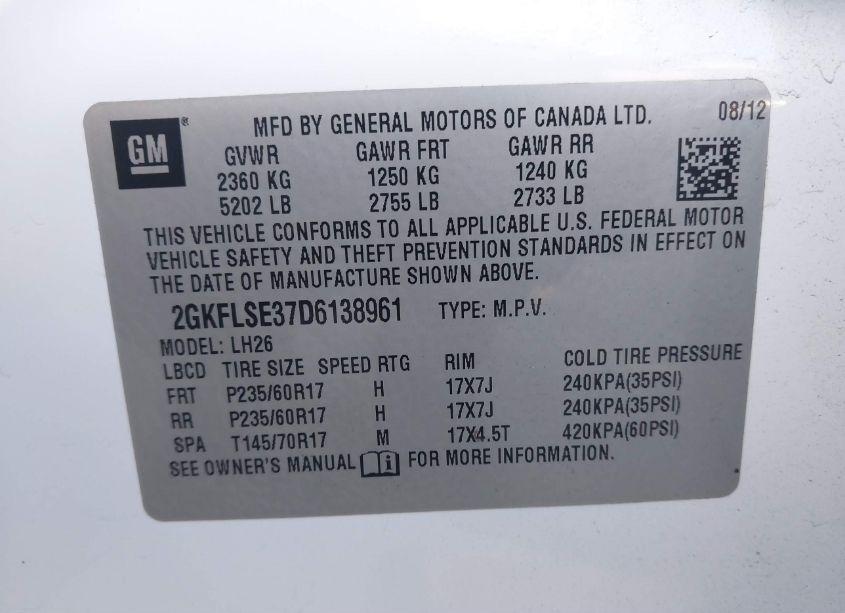 GM ® MFD BY GENERAL MOTORS OF CANADA LTD. 08/12
GVWR GAWR FRT GAWR RR
2360 KG 1250 KG 1240 KG
5202 LB 2755 LB 2733 LB
THIS VEHICLE CONFORMS TO ALL APPLICABLE U.S. FEDERAL MOTOR
VEHICLE SAFETY AND THEFT PREVENTION STANDARDS IN EFFECT ON
THE DATE OF MANUFACTURE SHOWN ABOVE.
2GKFLSE37D6138961 TYPE: M.P.V.
MODEL: LH26
LBCD TIRE SIZE SPEED RTG RIM COLD TIRE PRESSURE
FRT P235/60R17 H 17X7J 240KPA(35PSI)
RR P235/60R17 H 17X7J 240KPA(35PSI)
SPA T145/70R17 M 17X4.5T 420KPA(60PSI)
SEE OWNER'S MANUAL i FOR MORE INFORMATION.